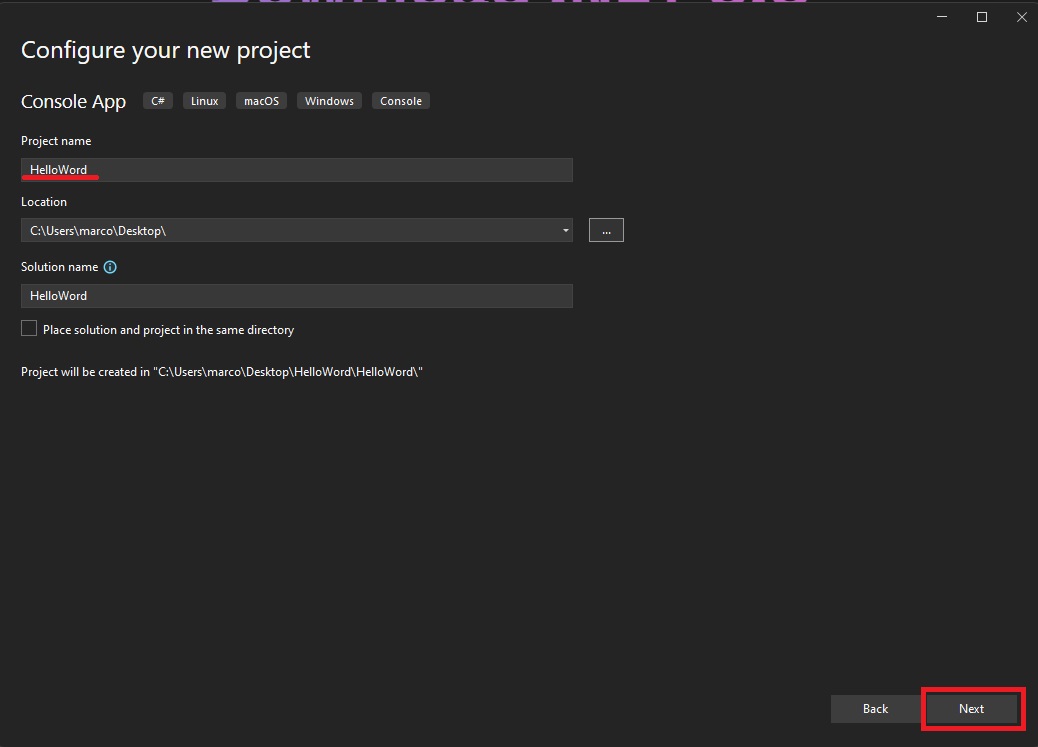 Configure your new project
Console App C# Linux macOS Windows Console
Project name
HelloWord
Location
C:\Users\marco\Desktop\
...
Solution name
HelloWord
Place solution and project in the same directory
Project will be created in "C:\Users\marco\Desktop\HelloWord\HelloWord\"
Back Next